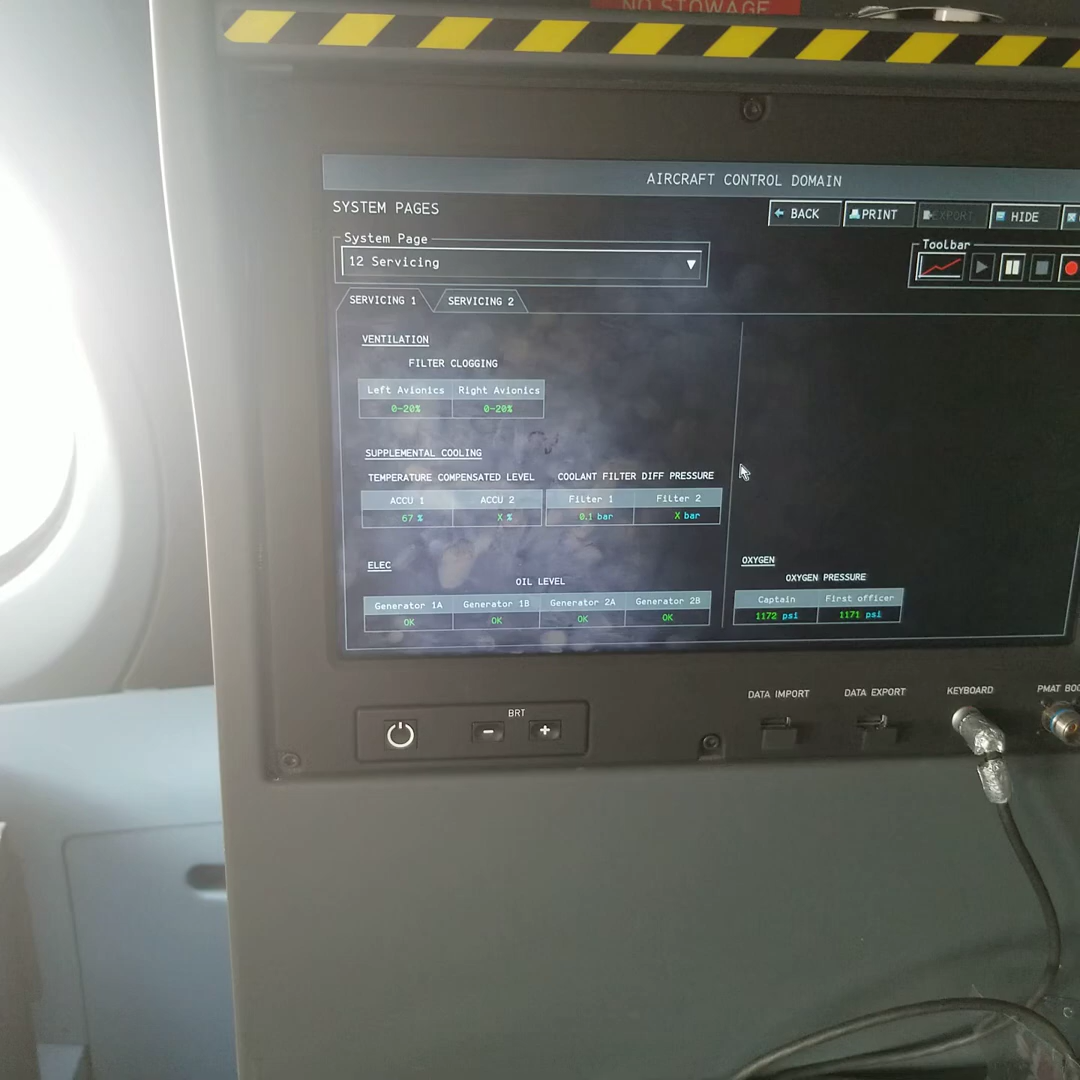 NO STOWAGE
AIRCRAFT CONTROL DOMAIN
SYSTEM PAGES
BACK PRINT EXPORT HIDE
System Page
12 Servicing
Toolbar
SERVICING 1 SERVICING 2
VENTILATION
FILTER CLOGGING
Left Avionics Right Avionics
0-20% 0-20%
SUPPLEMENTAL COOLING
TEMPERATURE COMPENSATED LEVEL COOLANT FILTER DIFF PRESSURE
ACCU 1 ACCU 2 Filter 1 Filter 2
67 % X % 0.1 bar X bar
ELEC
OIL LEVEL
Generator 1A Generator 1B Generator 2A Generator 2B
OK OK OK OK
OXYGEN
OXYGEN PRESSURE
Captain First officer
1172 psi 1171 psi
BRT
- +
DATA IMPORT DATA EXPORT KEYBOARD PMAT